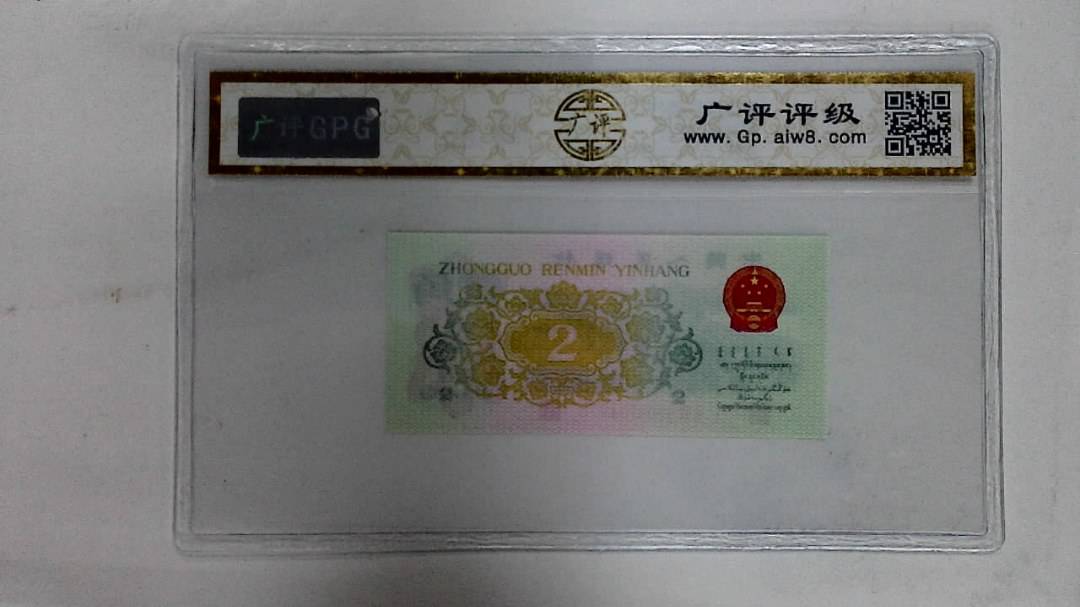 广评GPG
广评
广评评级
www.Gp.aiw8.com
ZHONGGUO RENMIN YINHANG
2
2 2